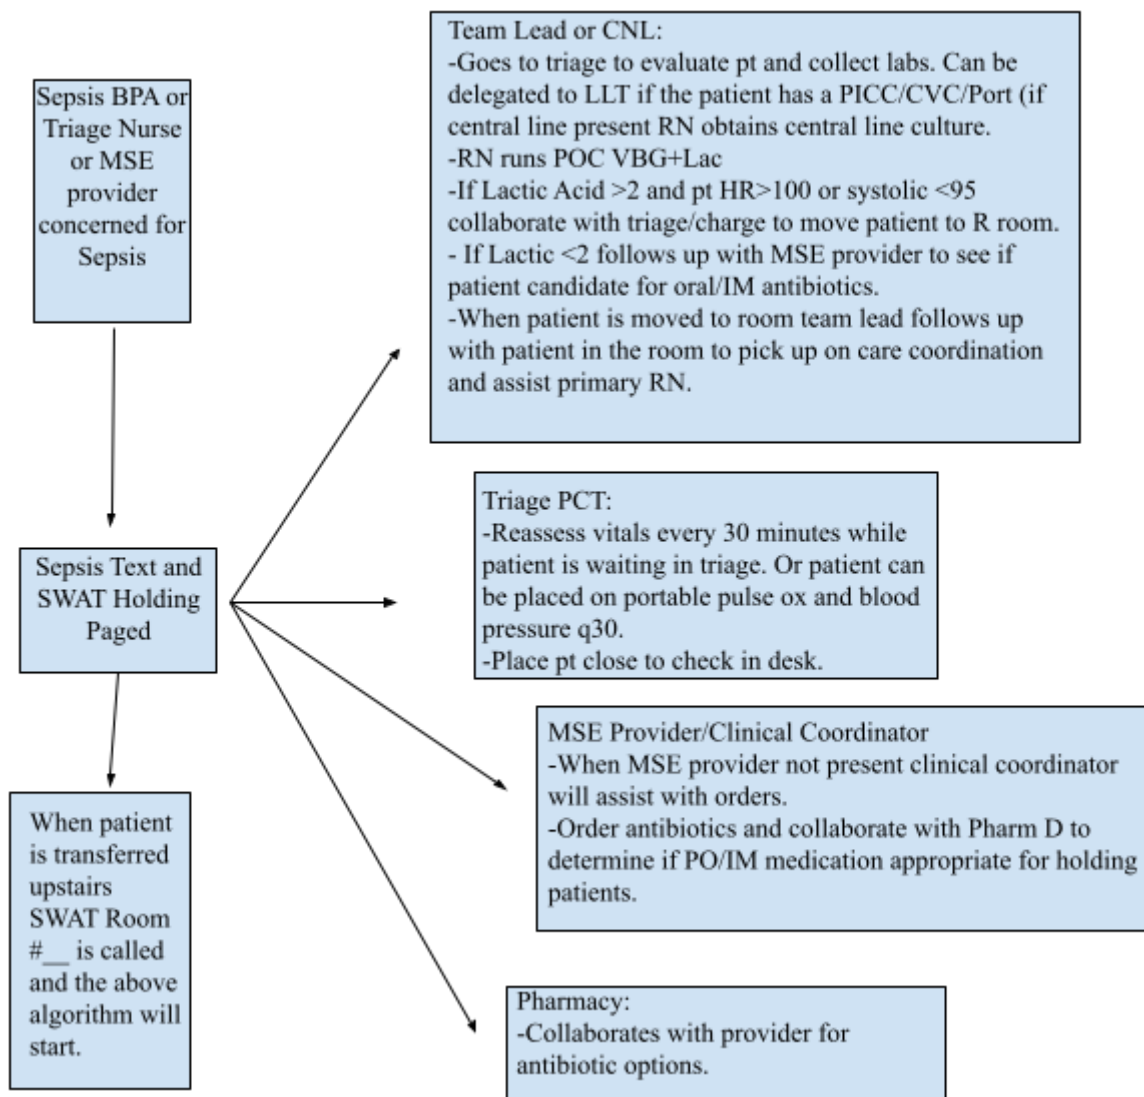 Sepsis BPA or
Triage Nurse
or MSE
provider
concerned for
Sepsis
Team Lead or CNL:
-Goes to triage to evaluate pt and collect labs. Can be
delegated to LLT if the patient has a PICC/CVC/Port (if
central line present RN obtains central line culture.
-RN runs POC VBG+Lac
-If Lactic Acid >2 and pt HR>100 or systolic <95
collaborate with triage/charge to move patient to R room.
- If Lactic <2 follows up with MSE provider to see if
patient candidate for oral/IM antibiotics.
-When patient is moved to room team lead follows up
with patient in the room to pick up on care coordination
and assist primary RN.
Sepsis Text and
SWAT Holding
Paged
Triage PCT:
-Reassess vitals every 30 minutes while
patient is waiting in triage. Or patient can
be placed on portable pulse ox and blood
pressure q30.
-Place pt close to check in desk.
MSE Provider/Clinical Coordinator
-When MSE provider not present clinical coordinator
will assist with orders.
-Order antibiotics and collaborate with Pharm D to
determine if PO/IM medication appropriate for holding
patients.
When patient
is transferred
upstairs
SWAT Room
#__ is called
and the above
algorithm will
start.
Pharmacy:
-Collaborates with provider for
antibiotic options.